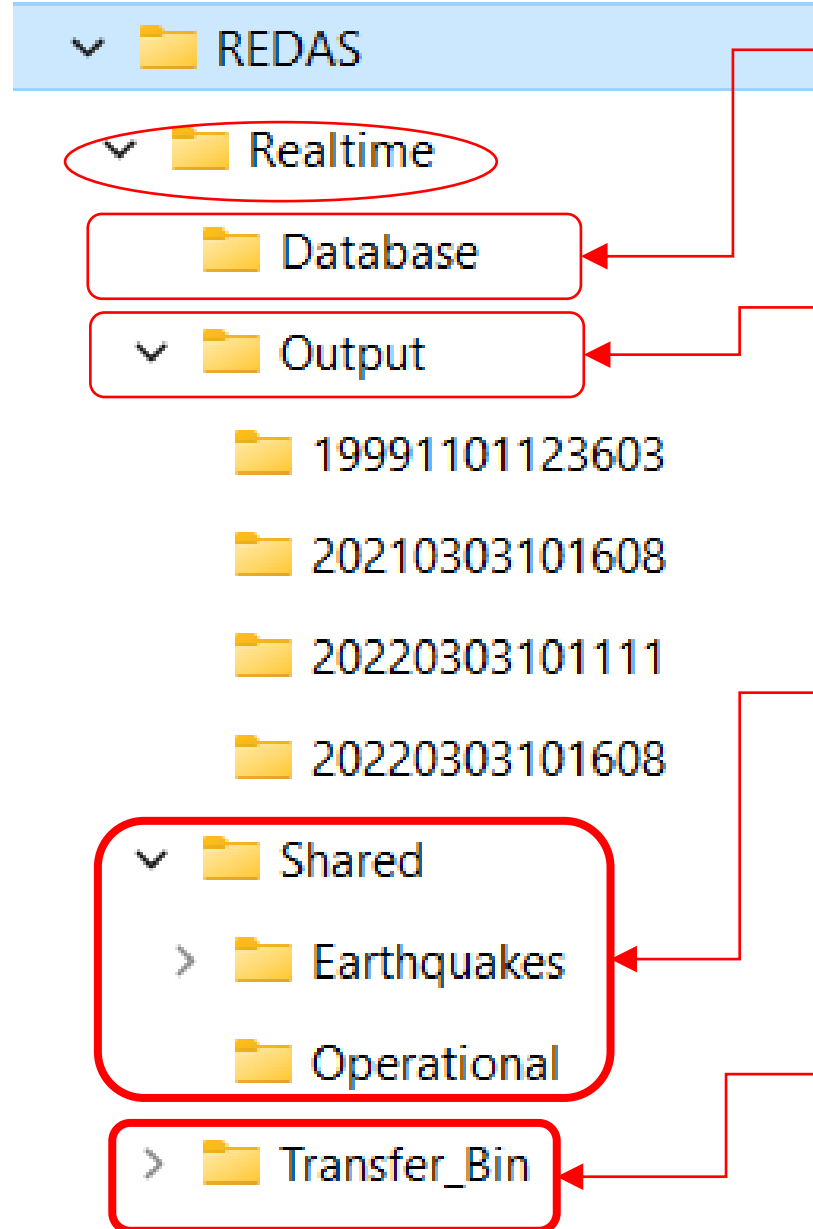 REDAS
Realtime
Database
Output
19991101123603
20210303101608
20220303101111
20220303101608
Shared
Earthquakes
Operational
Transfer_Bin